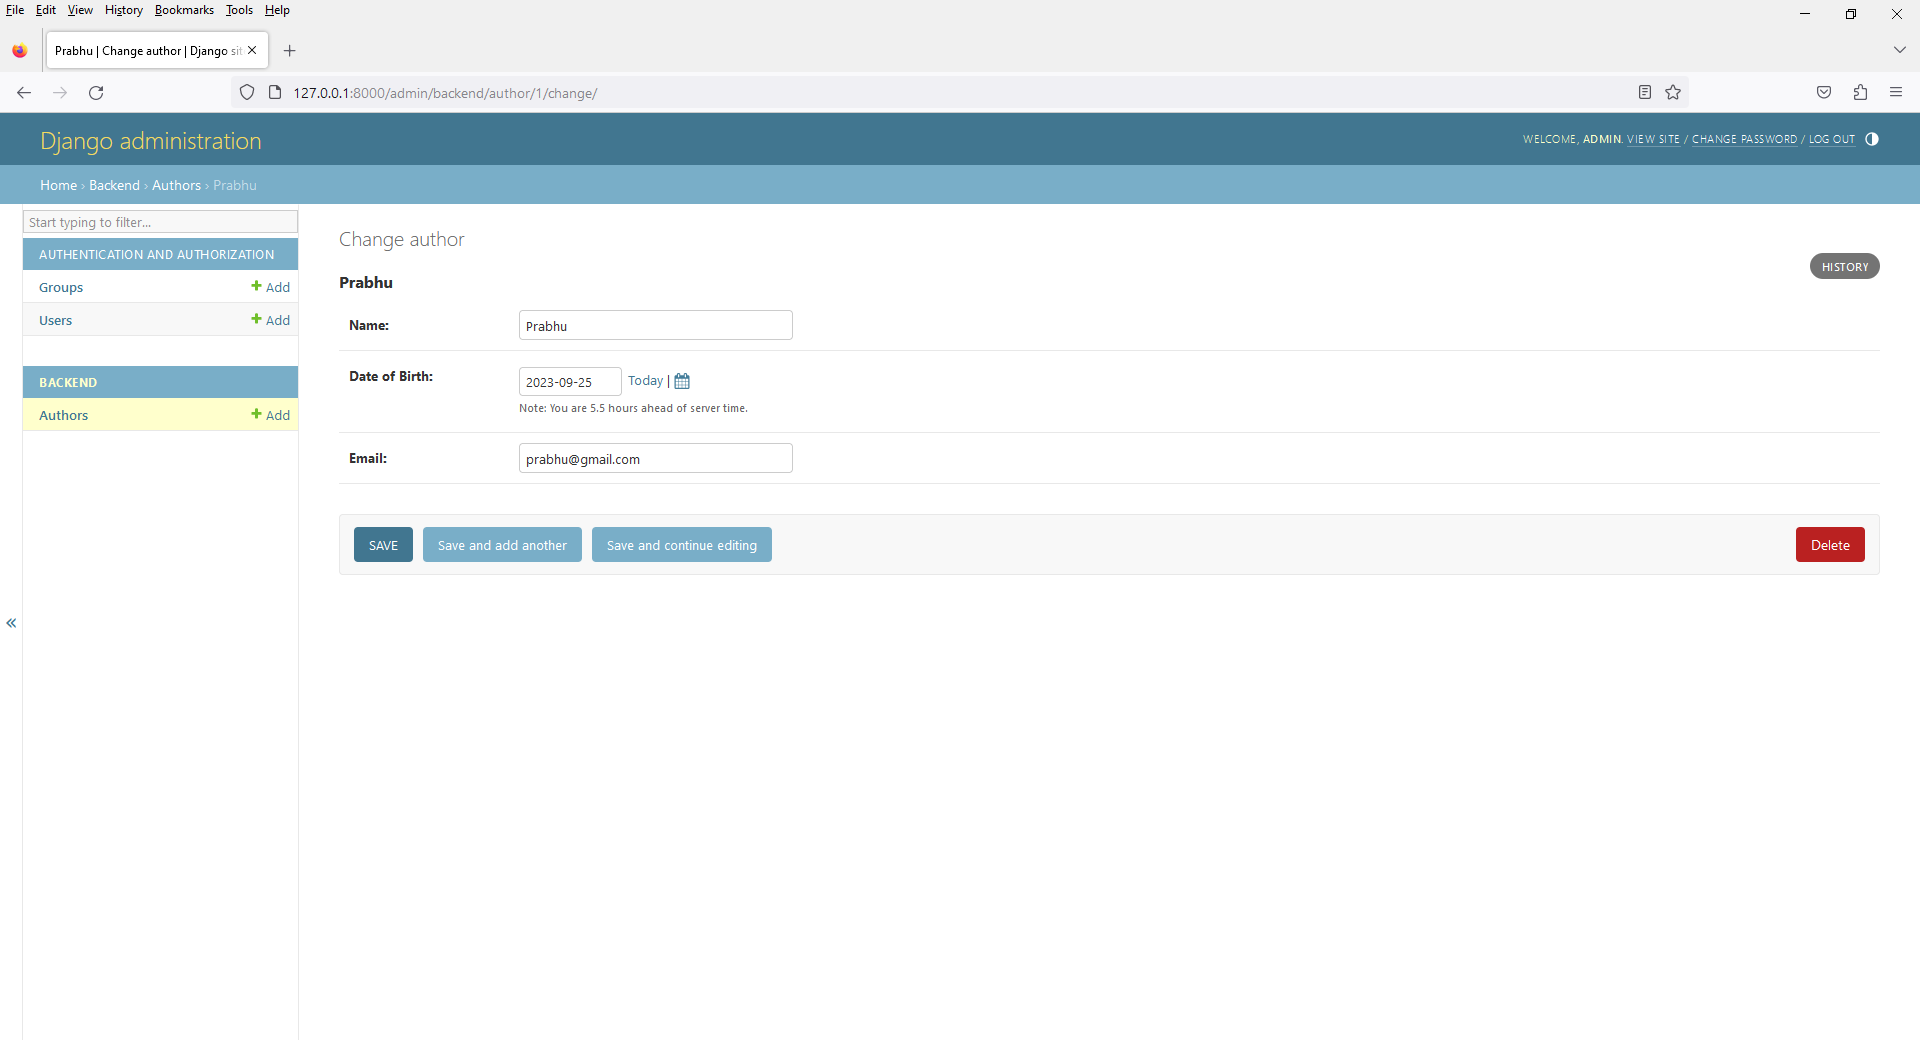 File Edit View History Bookmarks Tools Help
Prabhu | Change author | Django sit
127.0.0.1:8000/admin/backend/author/1/change/
Django administration
WELCOME, ADMIN. VIEW SITE / CHANGE PASSWORD / LOG OUT
Home › Backend › Authors › Prabhu
Start typing to filter...
AUTHENTICATION AND AUTHORIZATION
Groups Add
Users Add
BACKEND
Authors Add
Change author
HISTORY
Prabhu
Name: Prabhu
Date of Birth: 2023-09-25 Today |
Note: You are 5.5 hours ahead of server time.
Email: prabhu@gmail.com
SAVE Save and add another Save and continue editing Delete
«